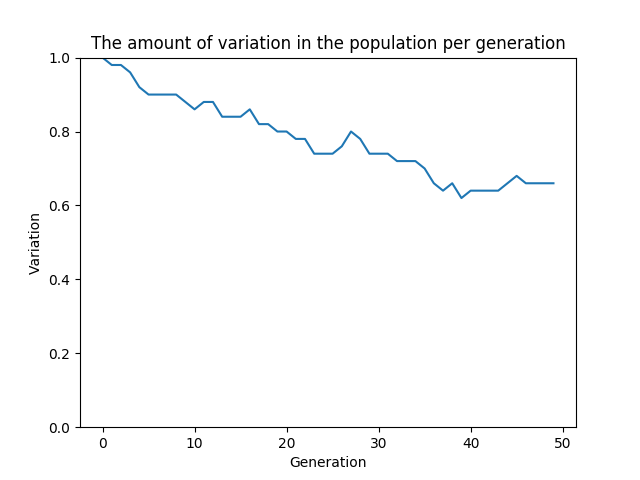 The amount of variation in the population per generation
1.0
0.8
0.6
0.4
0.2
0.0
Variation
0 10 20 30 40 50
Generation